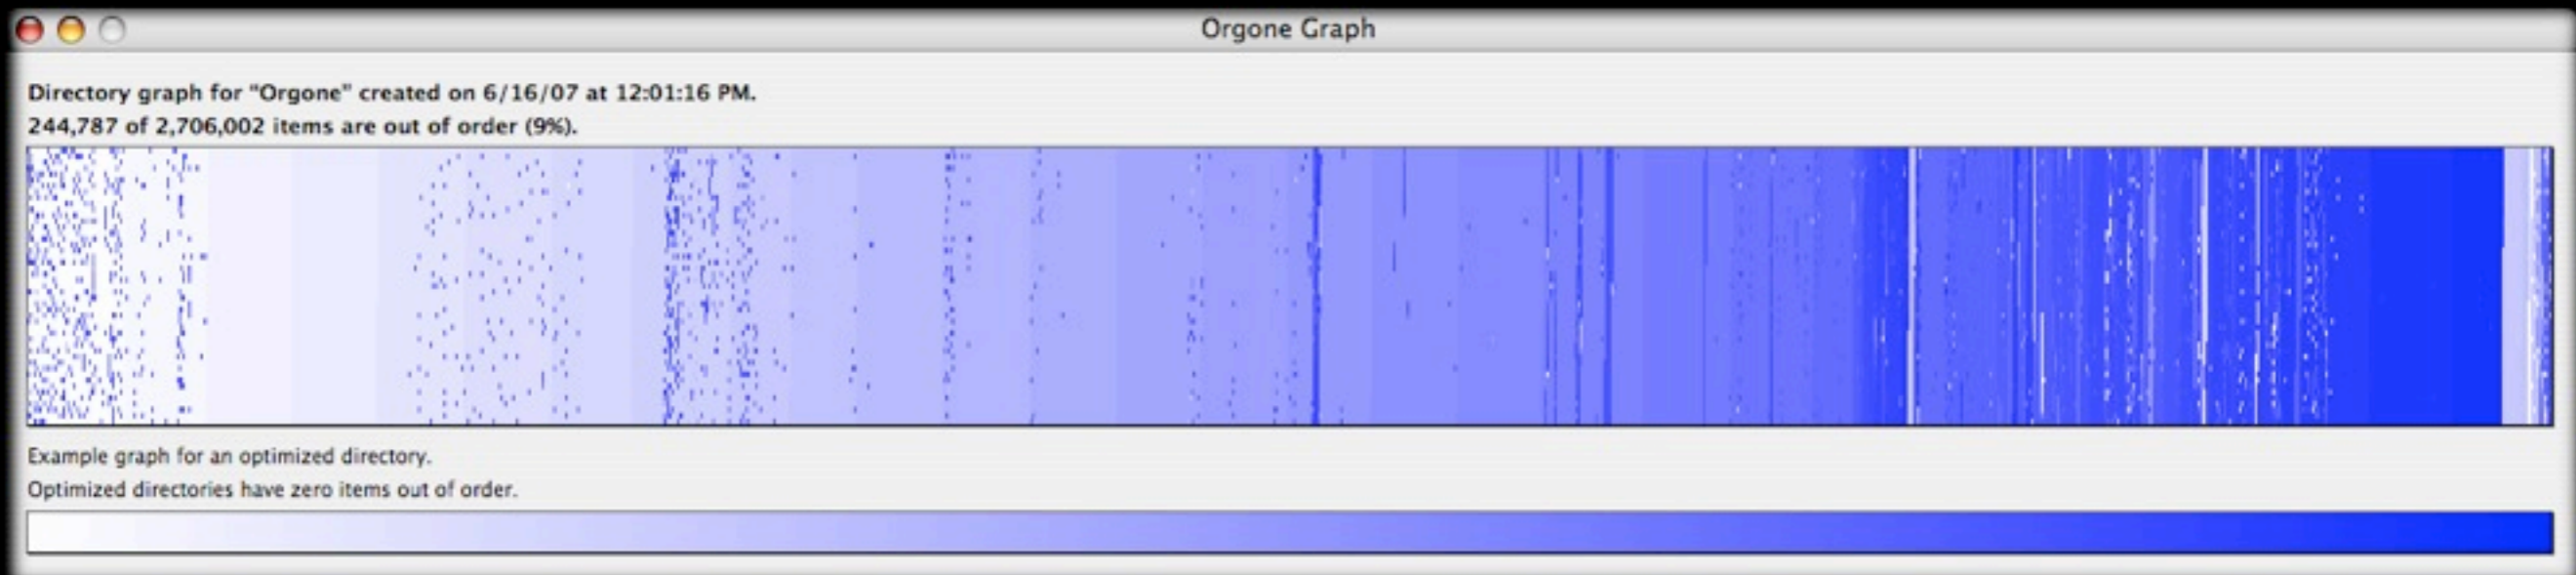 Orgone Graph
Directory graph for "Orgone" created on 6/16/07 at 12:01:16 PM.
244,787 of 2,706,002 items are out of order (9%).
Example graph for an optimized directory.
Optimized directories have zero items out of order.